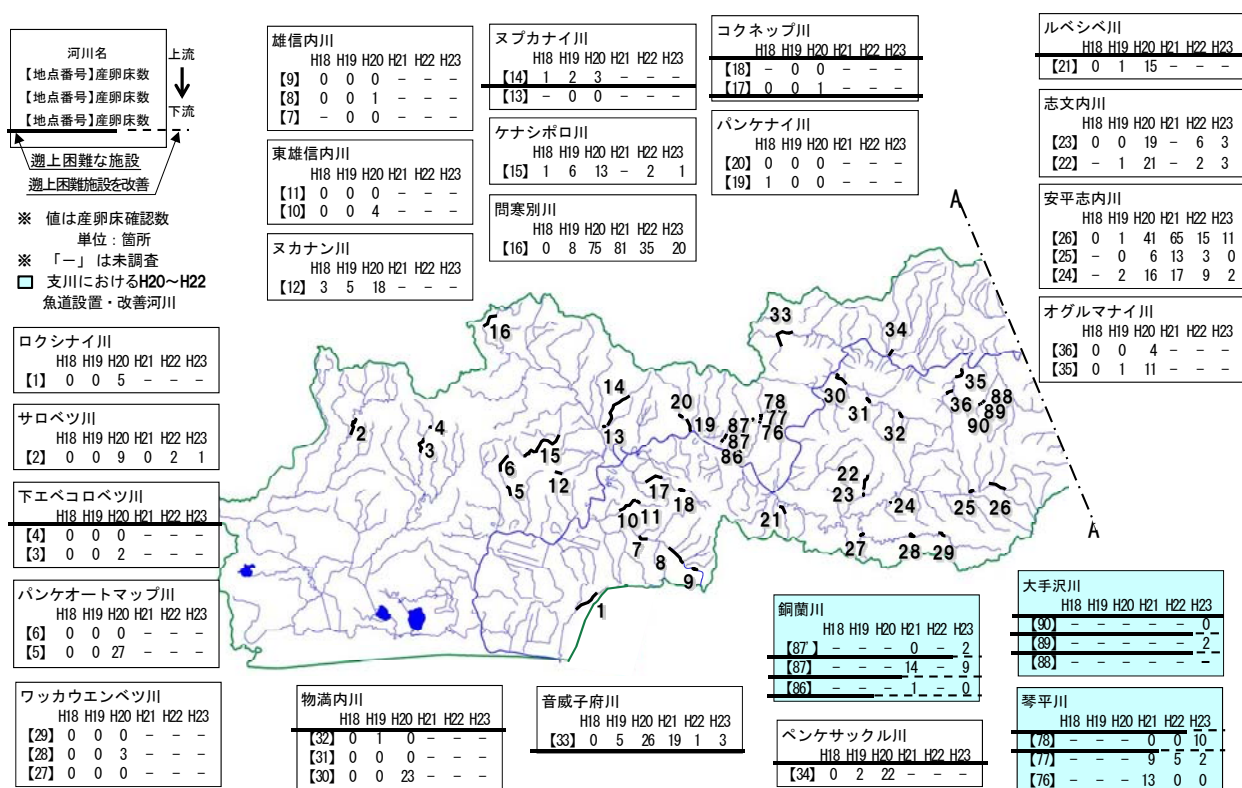 河川名
【地点番号】産卵床数
【地点番号】産卵床数
【地点番号】産卵床数
上流
下流
遡上困難な施設
遡上困難施設を改善
※ 値は産卵床確認数
単位：箇所
※ 「－」は未調査
支川におけるH20～H22
魚道設置・改善河川
雄信内川
H18 H19 H20 H21 H22 H23
【9】 0 0 0 － － －
【8】 0 0 1 － － －
【7】 － 0 0 － － －
東雄信内川
H18 H19 H20 H21 H22 H23
【11】 0 0 0 － － －
【10】 0 0 4 － － －
ヌカナン川
H18 H19 H20 H21 H22 H23
【12】 3 5 18 － － －
ヌプカナイ川
H18 H19 H20 H21 H22 H23
【14】 1 2 3 － － －
【13】 － 0 0 － － －
ケナシポロ川
H18 H19 H20 H21 H22 H23
【15】 1 6 13 － 2 1
問寒別川
H18 H19 H20 H21 H22 H23
【16】 0 8 75 81 35 20
コクネップ川
H18 H19 H20 H21 H22 H23
【18】 － 0 0 － － －
【17】 0 0 1 － － －
パンケナイ川
H18 H19 H20 H21 H22 H23
【20】 0 0 0 － － －
【19】 1 0 0 － － －
ルベシベ川
H18 H19 H20 H21 H22 H23
【21】 0 1 15 － － －
志文内川
H18 H19 H20 H21 H22 H23
【23】 0 0 19 － 6 3
【22】 － 1 21 － 2 3
安平志内川
H18 H19 H20 H21 H22 H23
【26】 0 1 41 65 15 11
【25】 － 0 6 13 3 0
【24】 － 2 16 17 9 2
オグルマナイ川
H18 H19 H20 H21 H22 H23
【36】 0 0 4 － － －
【35】 0 1 11 － － －
ロクシナイ川
H18 H19 H20 H21 H22 H23
【1】 0 0 5 － － －
サロベツ川
H18 H19 H20 H21 H22 H23
【2】 0 0 9 0 2 1
下エベコロベツ川
H18 H19 H20 H21 H22 H23
【4】 0 0 0 － － －
【3】 0 0 2 － － －
パンケオートマップ川
H18 H19 H20 H21 H22 H23
【6】 0 0 0 － － －
【5】 0 0 27 － － －
ワッカウエンベツ川
H18 H19 H20 H21 H22 H23
【29】 0 0 0 － － －
【28】 0 0 3 － － －
【27】 0 0 0 － － －
物満内川
H18 H19 H20 H21 H22 H23
【32】 0 1 0 － － －
【31】 0 0 0 － － －
【30】 0 0 23 － － －
音威子府川
H18 H19 H20 H21 H22 H23
【33】 0 5 26 19 1 3
銅蘭川
H18 H19 H20 H21 H22 H23
【87'】 － － － 0 － 2
【87】 － － － 14 － 9
【86】 － － － 1 － 0
ペンケサックル川
H18 H19 H20 H21 H22 H23
【34】 0 2 22 － － －
大手沢川
H18 H19 H20 H21 H22 H23
【90】 － － － － － 0
【89】 － － － － － 2
【88】 － － － － － －
琴平川
H18 H19 H20 H21 H22 H23
【78】 － － － 0 0 10
【77】 － － － 9 5 2
【76】 － － － 13 0 0
A
A
16
33
34
14
20
19
78
77
76
87
87
86
30
31
32
35
36
88
89
90
2
4
3
13
15
6
5
12
17
18
10
11
7
8
9
1
21
22
23
24
25
26
27
28
29